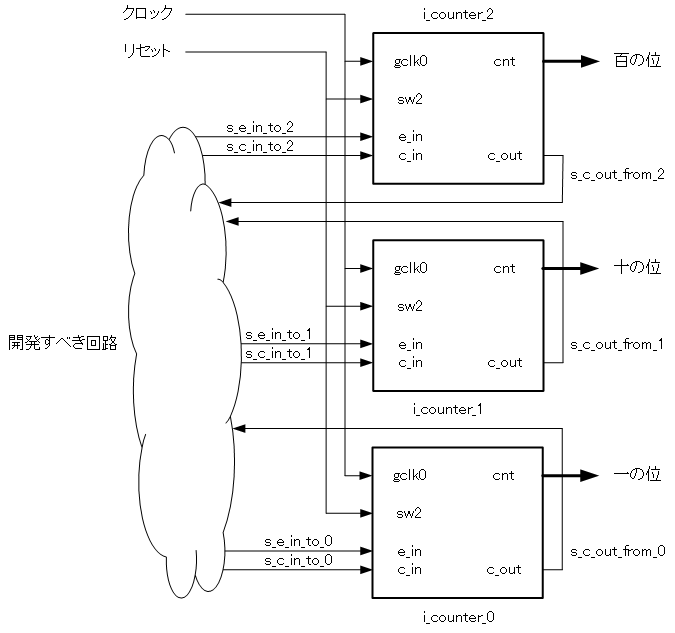 クロック
i_counter_2
リセット
gclk0
cnt
百の位
sw2
s_e_in_to_2
e_in
s_c_in_to_2
c_in
c_out
s_c_out_from_2
gclk0
cnt
十の位
sw2
s_e_in_to_1
e_in
開発すべき回路
s_c_in_to_1
c_in
c_out
s_c_out_from_1
i_counter_1
gclk0
cnt
一の位
sw2
s_e_in_to_0
e_in
s_c_in_to_0
c_in
c_out
s_c_out_from_0
i_counter_0